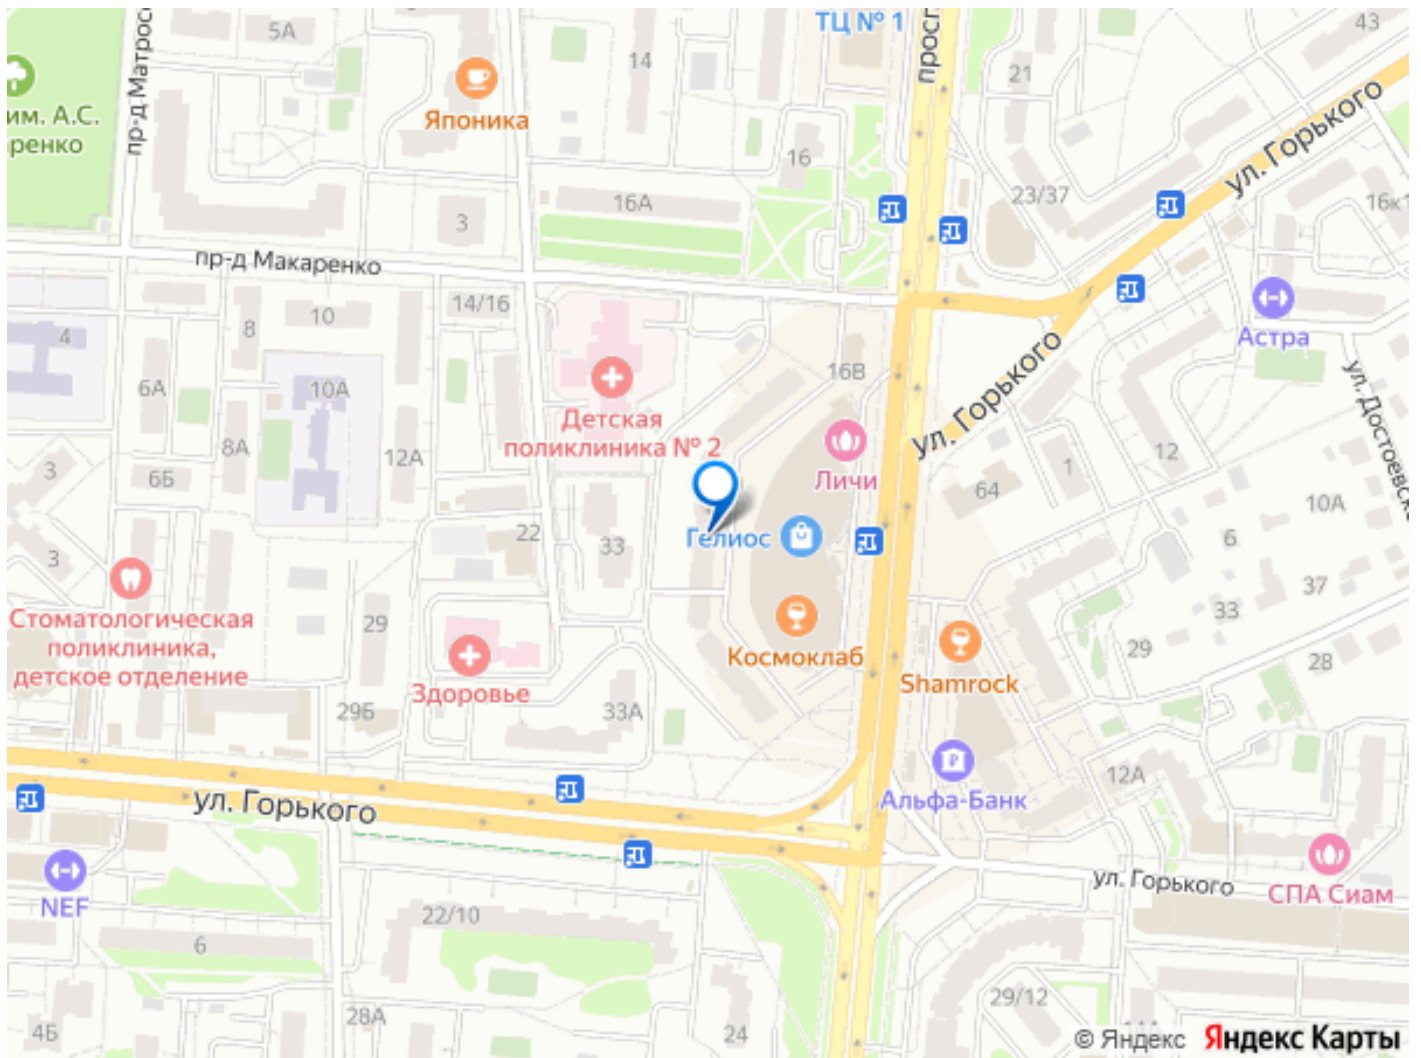 ТЦ № 1
5А
14
43
21
просп
пр-д Матрос
Японика
им. А.С.
ренко
ул. Горького
16
16А
23/37
16к1
3
пр-д Макаренко
14/16
10
8
4
Астра
16В
6А
10А
Детская
поликлиника № 2
ул. Горького
ул. Достоевско
8А
12А
12
1
3
6Б
Личи
64
10А
22
33
Гелиос
6
3
37
Стоматологическая
поликлиника,
детское отделение
29
33
29
28
Космоклаб
Здоровье
Shamrock
29Б
33А
12А
ул. Горького
Альфа-Банк
NEF
ул. Горького
СПА Сиам
22/10
6
29/12
28А
4Б
24
© Яндекс Яндекс Карты